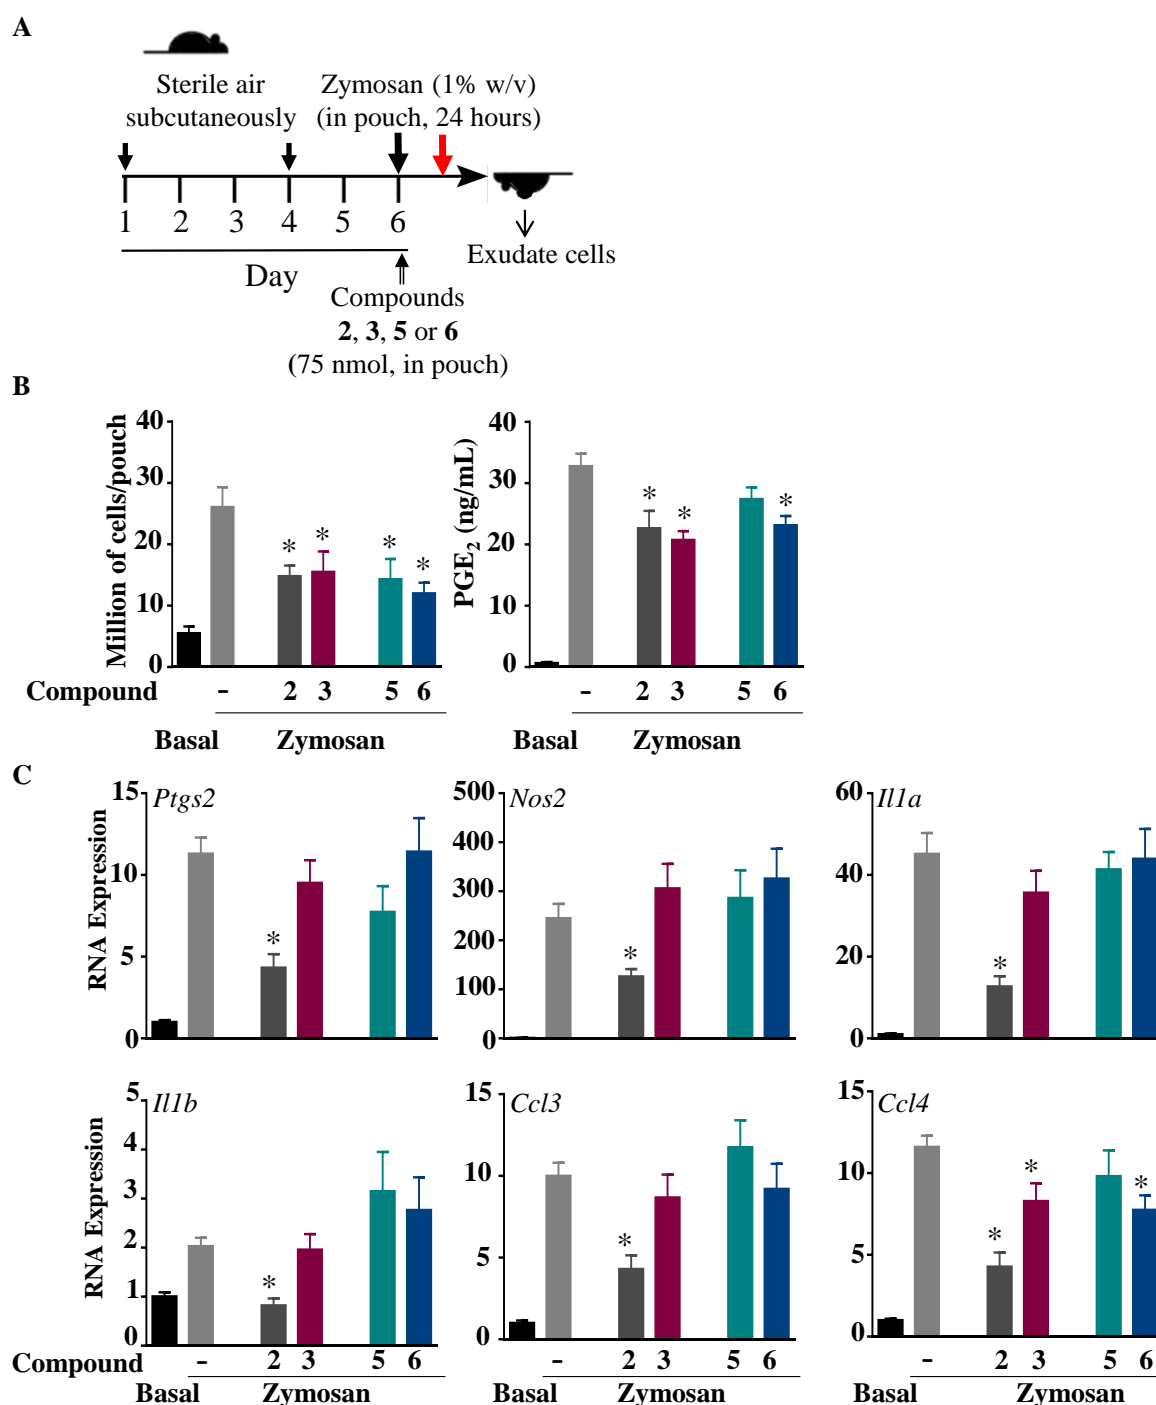 A
Sterile air
subcutaneously
Zymosan (1% w/v)
(in pouch, 24 hours)
1 2 3 4 5 6
Day
Exudate cells
Compounds
2, 3, 5 or 6
(75 nmol, in pouch)
B
Million of cells/pouch
40
30
20
10
0
* * * *
Compound - 2 3 5 6
Basal Zymosan
PGE2 (ng/mL)
40
30
20
10
0
* * *
- 2 3 5 6
Basal Zymosan
C
RNA Expression
Ptgs2
15
10
5
0
*
Nos2
500
400
300
200
100
0
*
Il1a
60
40
20
0
*
RNA Expression
Il1b
5
4
3
2
1
0
*
Compound - 2 3 5 6
Basal Zymosan
Ccl3
15
10
5
0
*
- 2 3 5 6
Basal Zymosan
Ccl4
15
10
5
0
* * *
- 2 3 5 6
Basal Zymosan